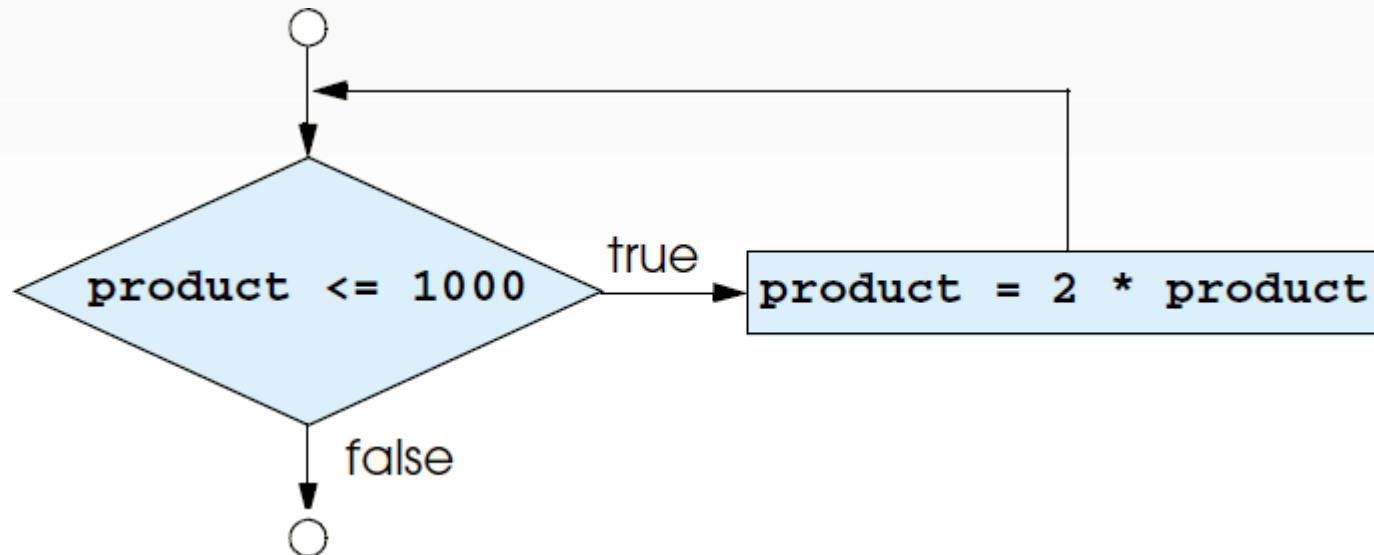 true
product <= 1000
product = 2 * product
false